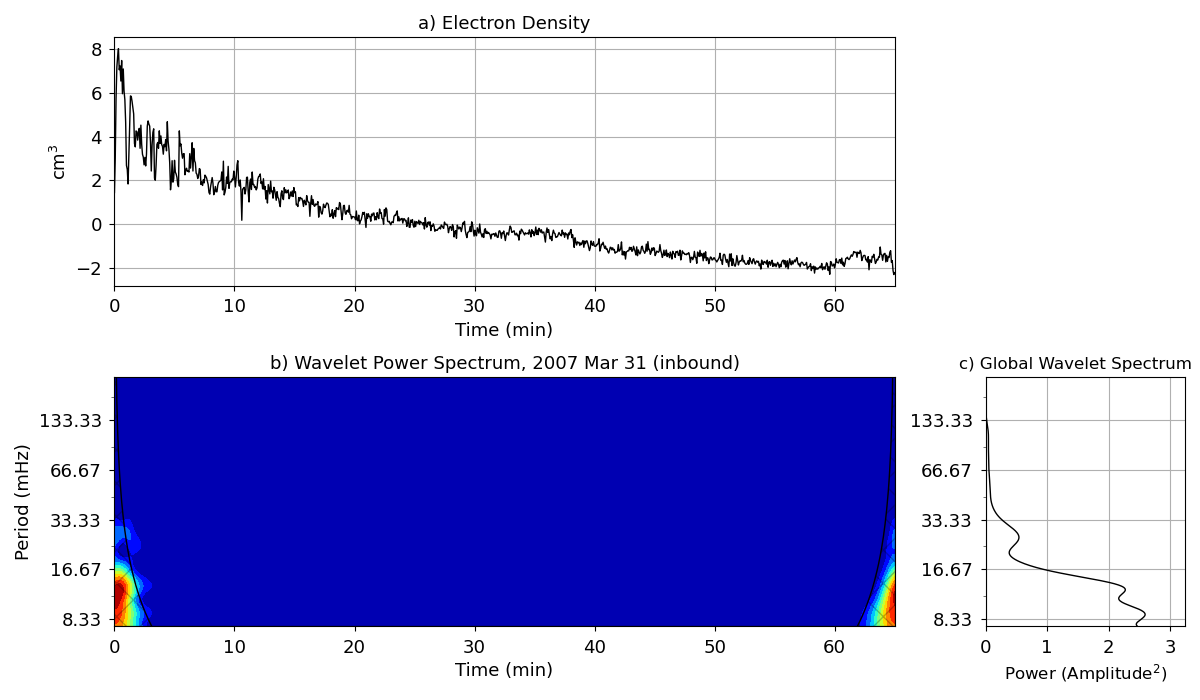 a) Electron Density
8
6
4
2
0
−2
cm³
0 10 20 30 40 50 60
Time (min)
b) Wavelet Power Spectrum, 2007 Mar 31 (inbound)
133.33
66.67
33.33
16.67
8.33
Period (mHz)
0 10 20 30 40 50 60
Time (min)
c) Global Wavelet Spectrum
133.33
66.67
33.33
16.67
8.33
0 1 2 3
Power (Amplitude²)